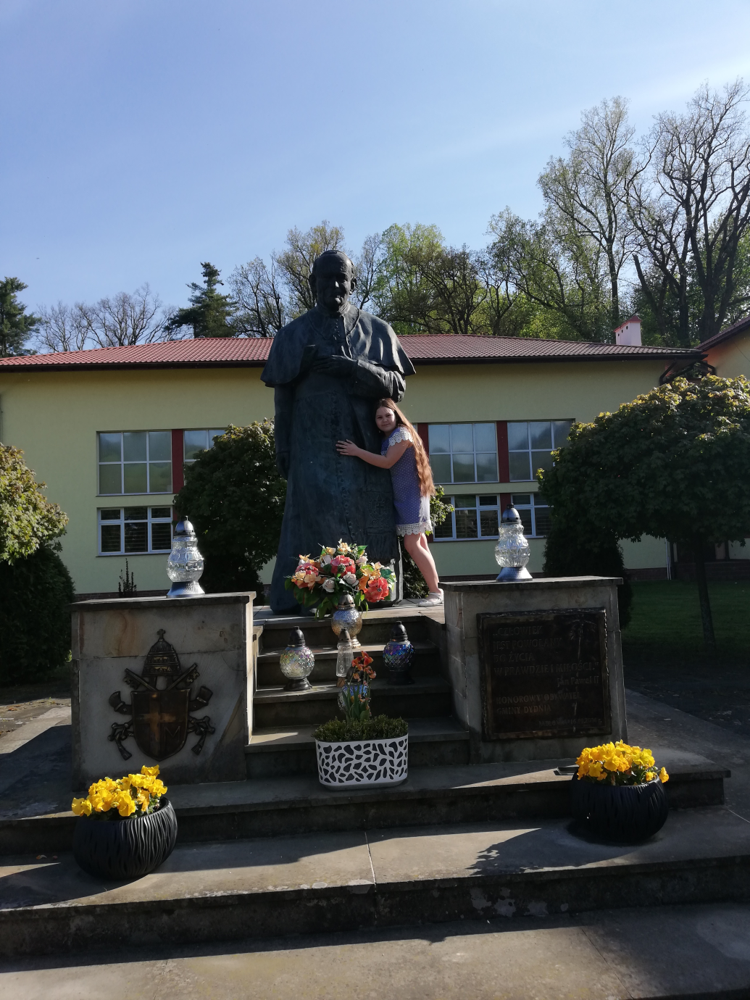 CZŁOWIEK
JEST POWOŁANY
DO ŻYCIA
W PRAWDZIE I MIŁOŚCI
Jan Paweł II
HONOROWY OBYWATEL
GMINY DYDNIA
M